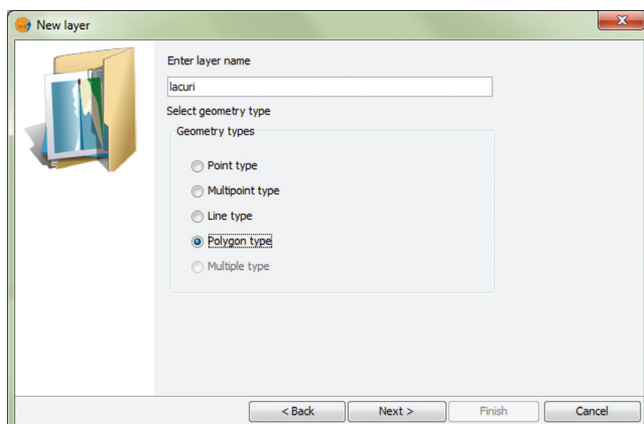 New layer
Enter layer name
lacuri
Select geometry type
Geometry types
Point type
Multipoint type
Line type
Polygon type
Multiple type
< Back Next > Finish Cancel